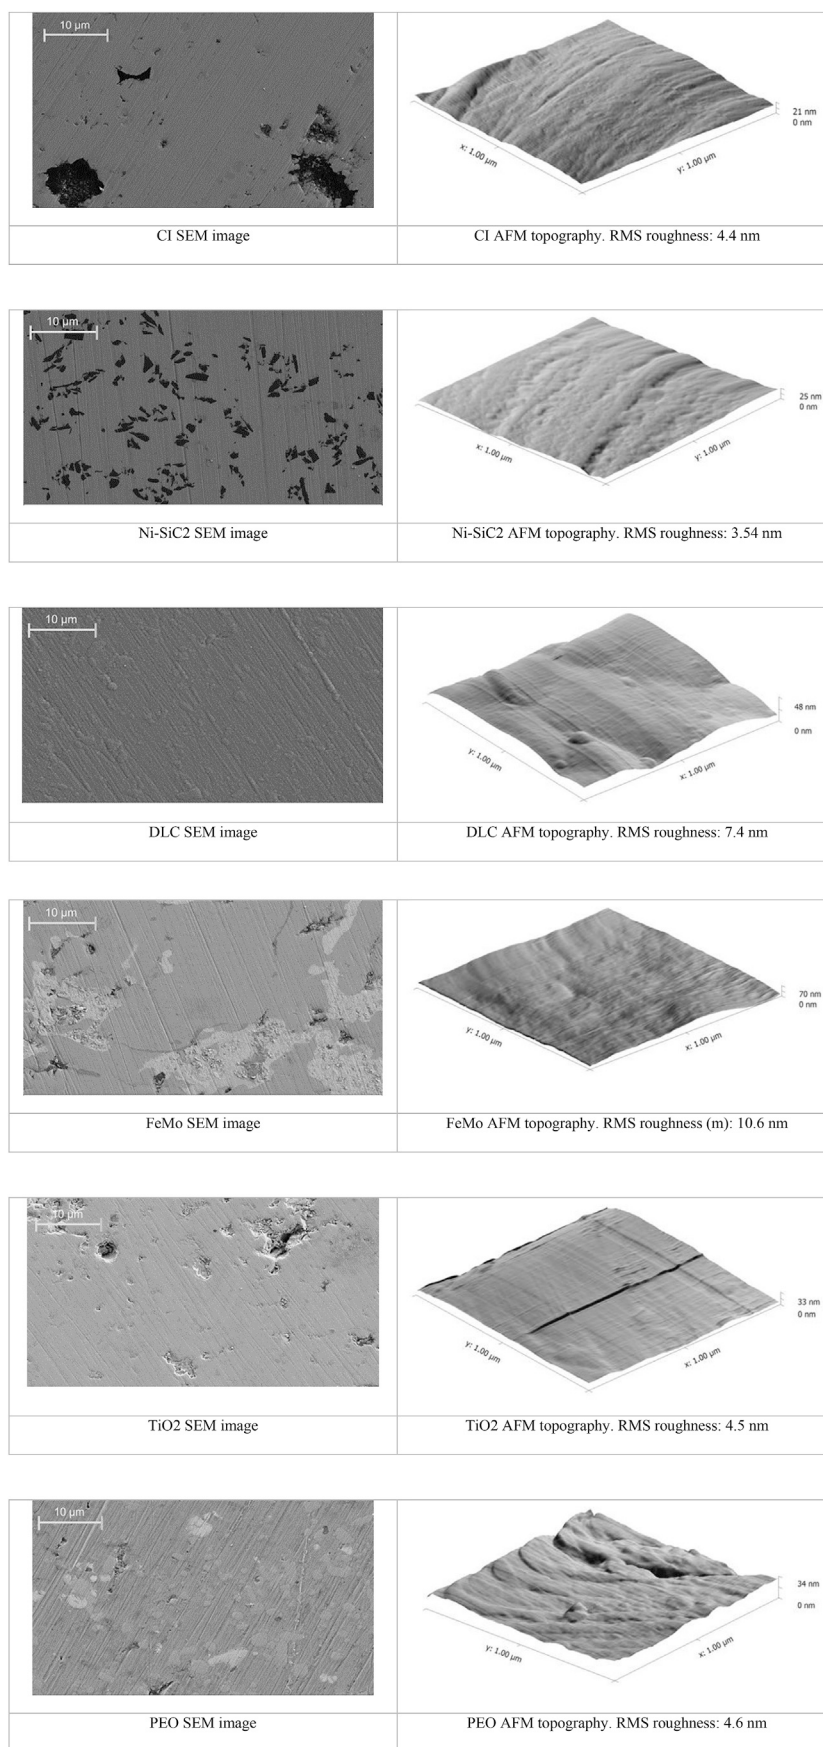 10 µm
21 nm
0 nm
x: 1.00 µm
y: 1.00 µm
CI SEM image
CI AFM topography. RMS roughness: 4.4 nm
10 µm
25 nm
0 nm
x: 1.00 µm
y: 1.00 µm
Ni-SiC2 SEM image
Ni-SiC2 AFM topography. RMS roughness: 3.54 nm
10 µm
48 nm
0 nm
y: 1.00 µm
x: 1.00 µm
DLC SEM image
DLC AFM topography. RMS roughness: 7.4 nm
10 µm
70 nm
0 nm
y: 1.00 µm
x: 1.00 µm
FeMo SEM image
FeMo AFM topography. RMS roughness (m): 10.6 nm
10 µm
33 nm
0 nm
y: 1.00 µm
x: 1.00 µm
TiO2 SEM image
TiO2 AFM topography. RMS roughness: 4.5 nm
10 µm
34 nm
0 nm
y: 1.00 µm
x: 1.00 µm
PEO SEM image
PEO AFM topography. RMS roughness: 4.6 nm